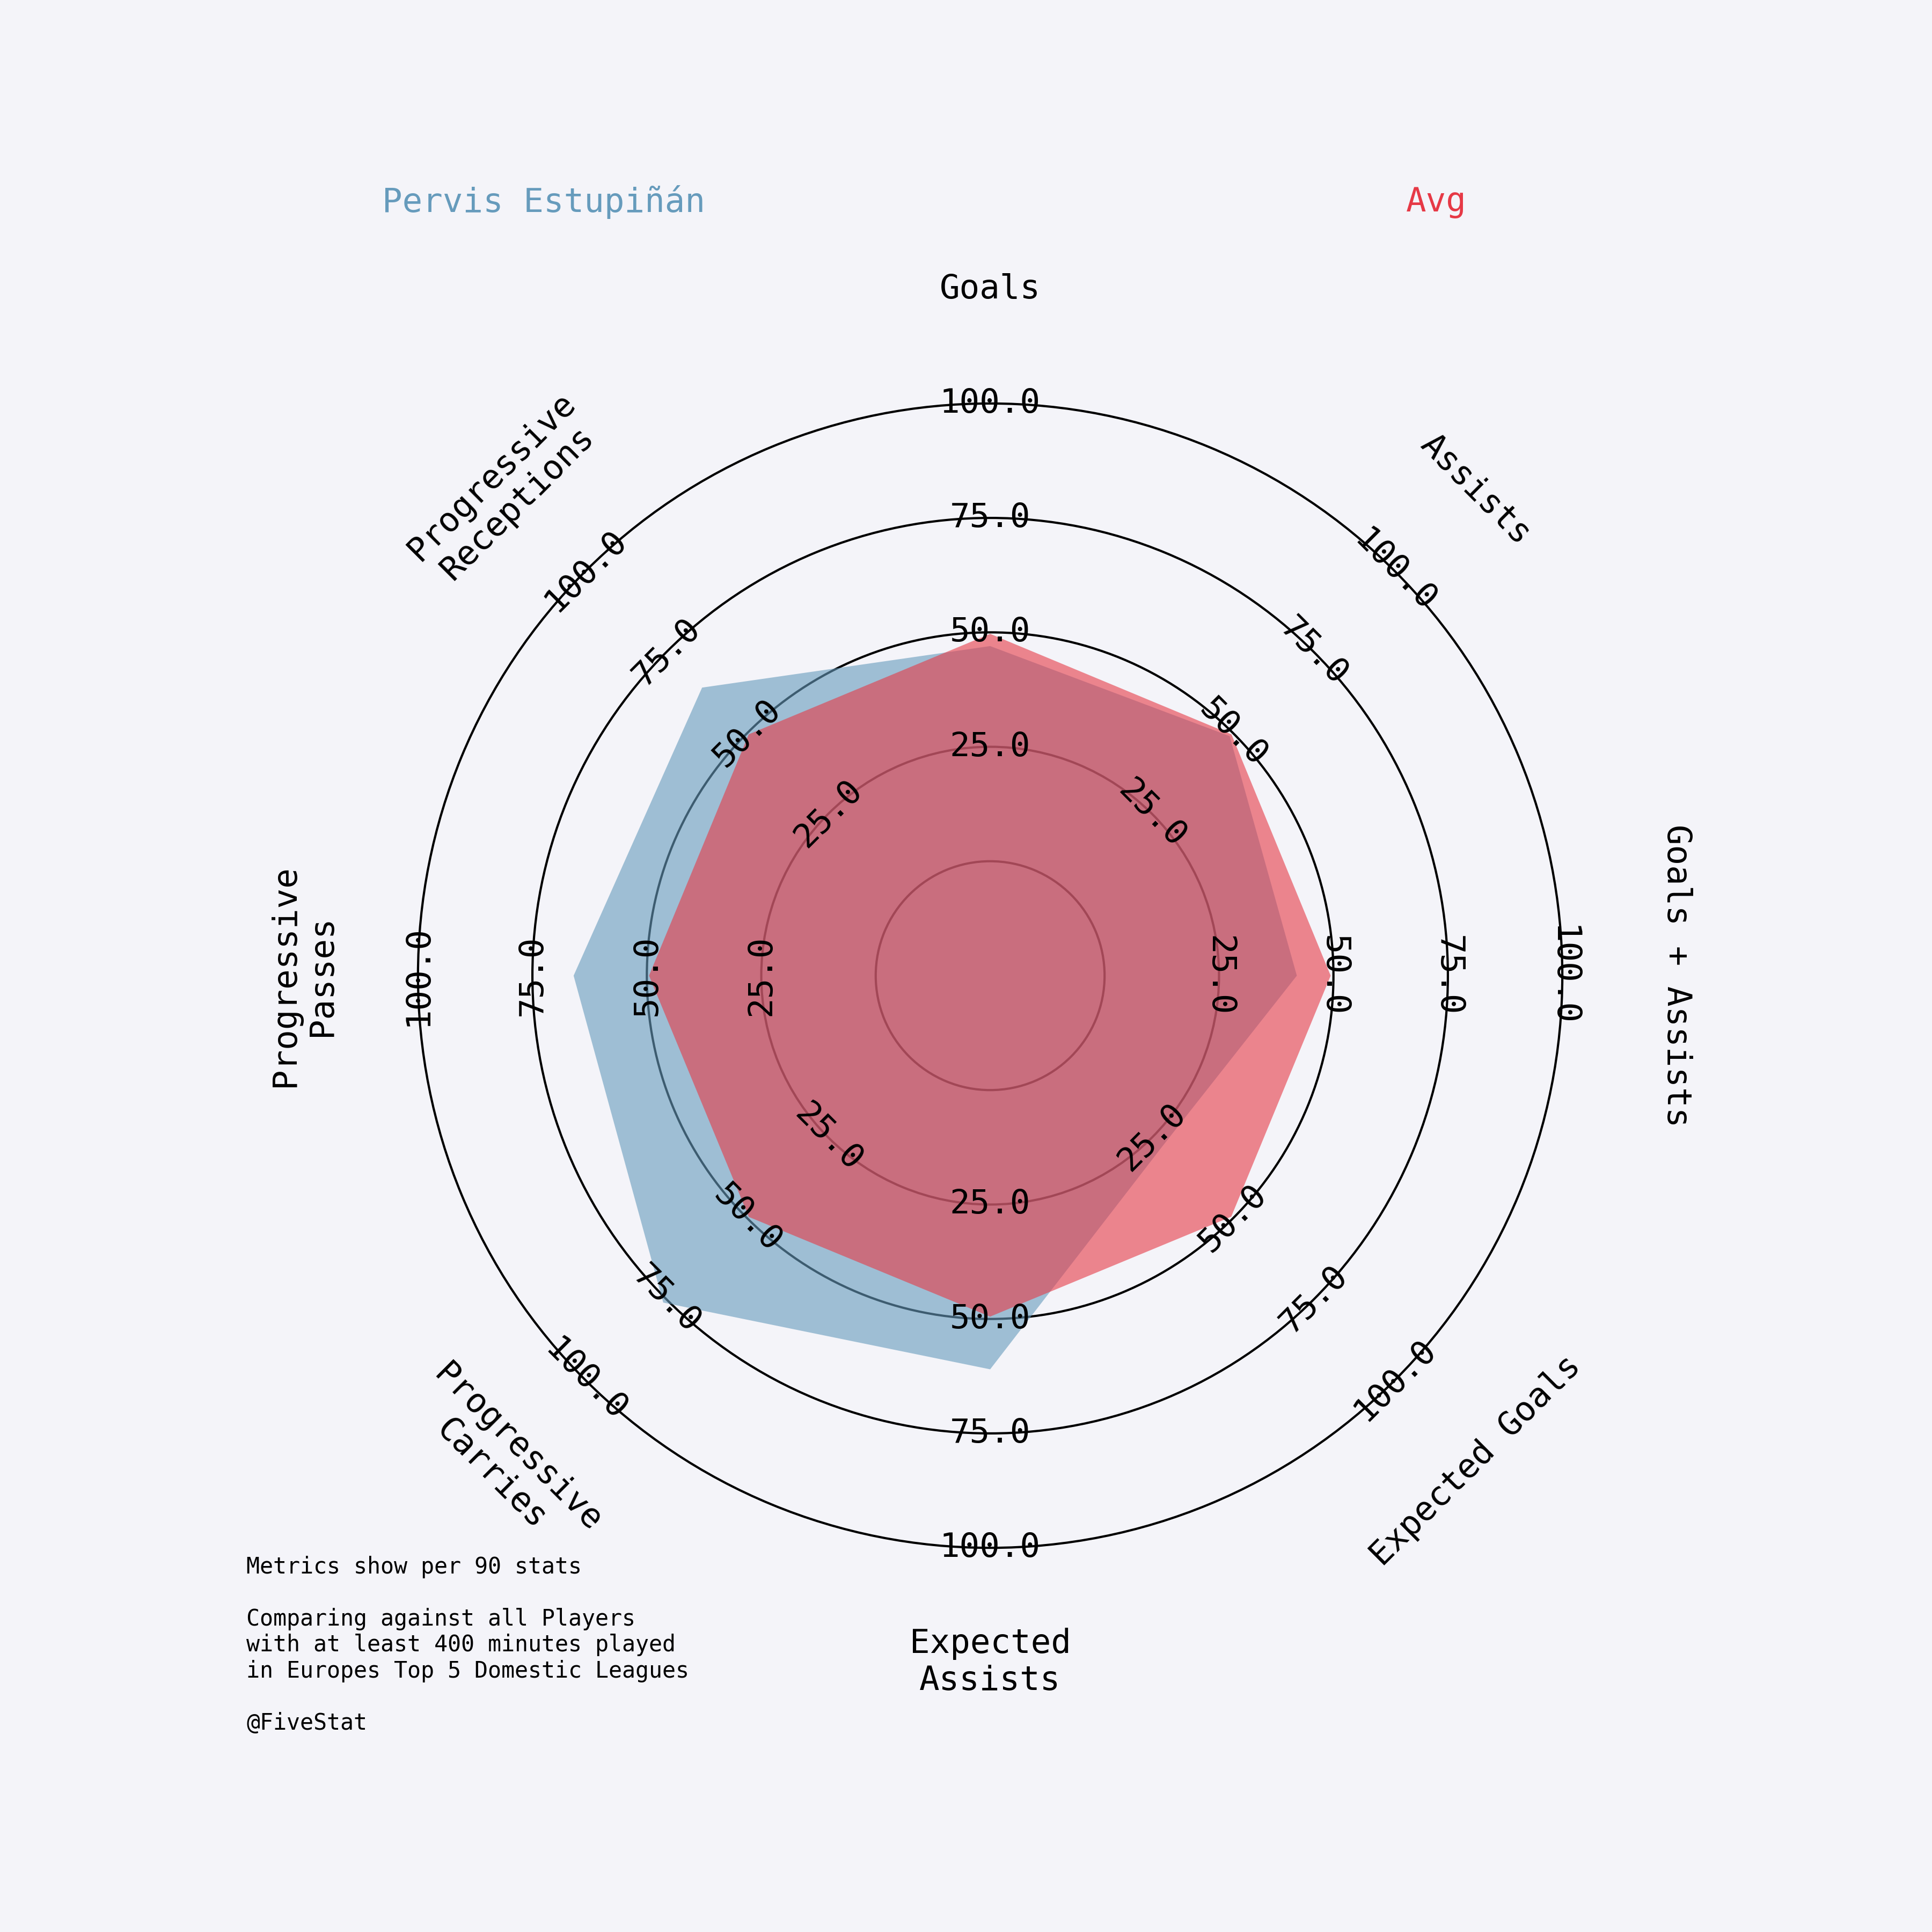 Pervis Estupiñán
Avg
Goals
Assists
Goals + Assists
Expected Goals
Expected
Assists
Progressive
Carries
Progressive
Passes
Progressive
Receptions
100.0
75.0
50.0
25.0
100.0
75.0
50.0
25.0
100.0
75.0
50.0
25.0
100.0
75.0
50.0
25.0
100.0
75.0
50.0
25.0
100.0
75.0
50.0
25.0
100.0
75.0
50.0
25.0
100.0
75.0
50.0
25.0
Metrics show per 90 stats
Comparing against all Players
with at least 400 minutes played
in Europes Top 5 Domestic Leagues
@FiveStat